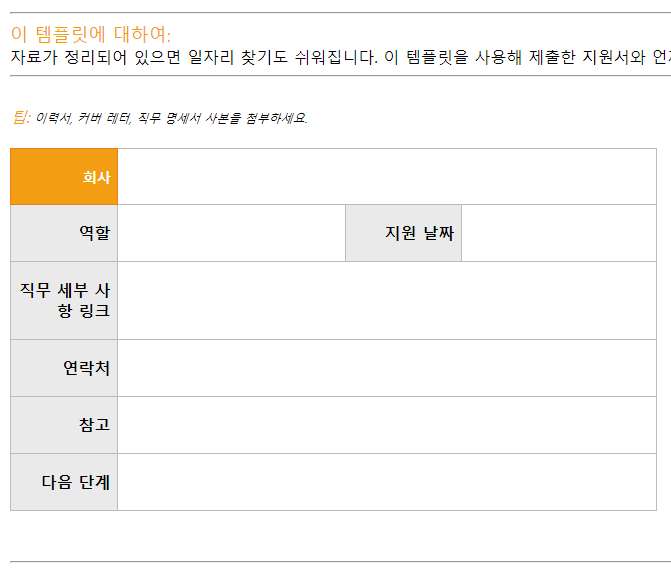 이 템플릿에 대하여:
자료가 정리되어 있으면 일자리 찾기도 쉬워집니다. 이 템플릿을 사용해 제출한 지원서와
팁: 이력서, 커버 레터, 직무 명세서 사본을 첨부하세요.
회사
역할
지원 날짜
직무 세부 사
항 링크
연락처
참고
다음 단계